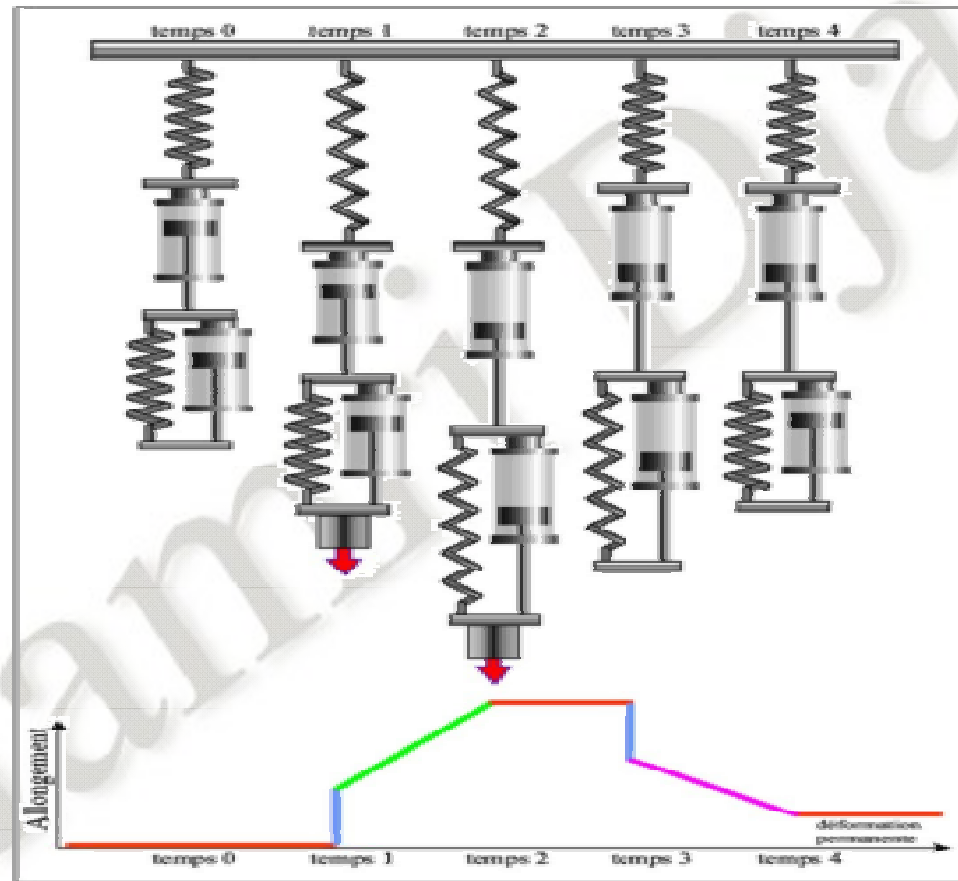 temps 0
temps 1
temps 2
temps 3
temps 4
Allongement
déformation
permanente
temps 0
temps 1
temps 2
temps 3
temps 4